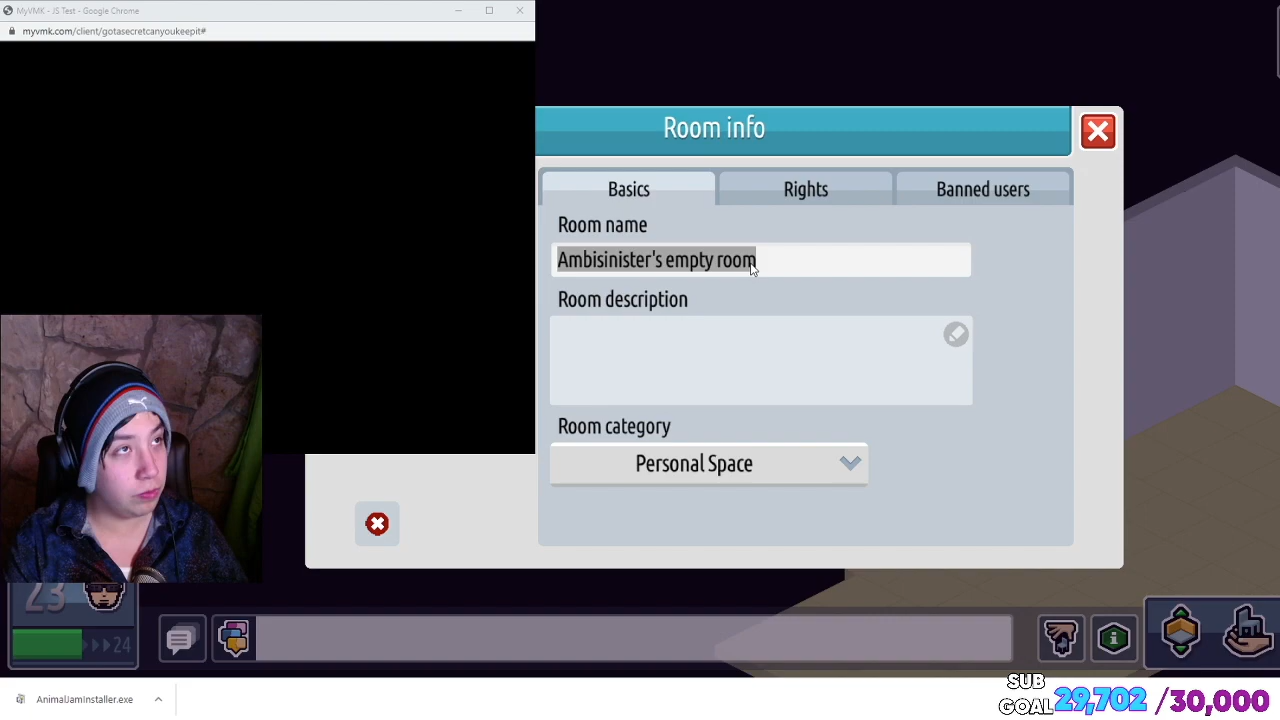 MyVMK - JS Test - Google Chrome
myvmk.com/client/gotasecretcanyoukeepit#
Room info
Basics
Rights
Banned users
Room name
Ambisinister's empty room
Room description
Room category
Personal Space
23
24
AnimalJamInstaller.exe
SUB
GOAL 29,702 / 30,000